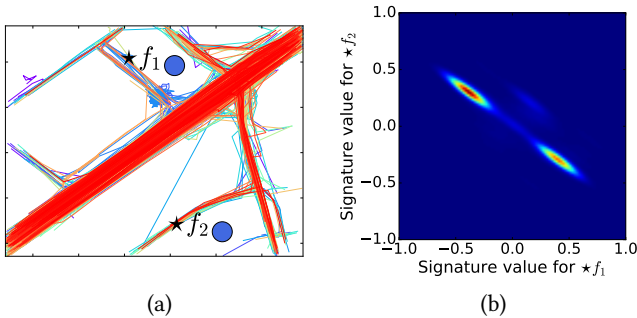 ★f₁
★f₂
(a)
Signature value for ★f₂
1.0
0.5
0.0
−0.5
−1.0
−1.0 −0.5 0.0 0.5 1.0
Signature value for ★f₁
(b)